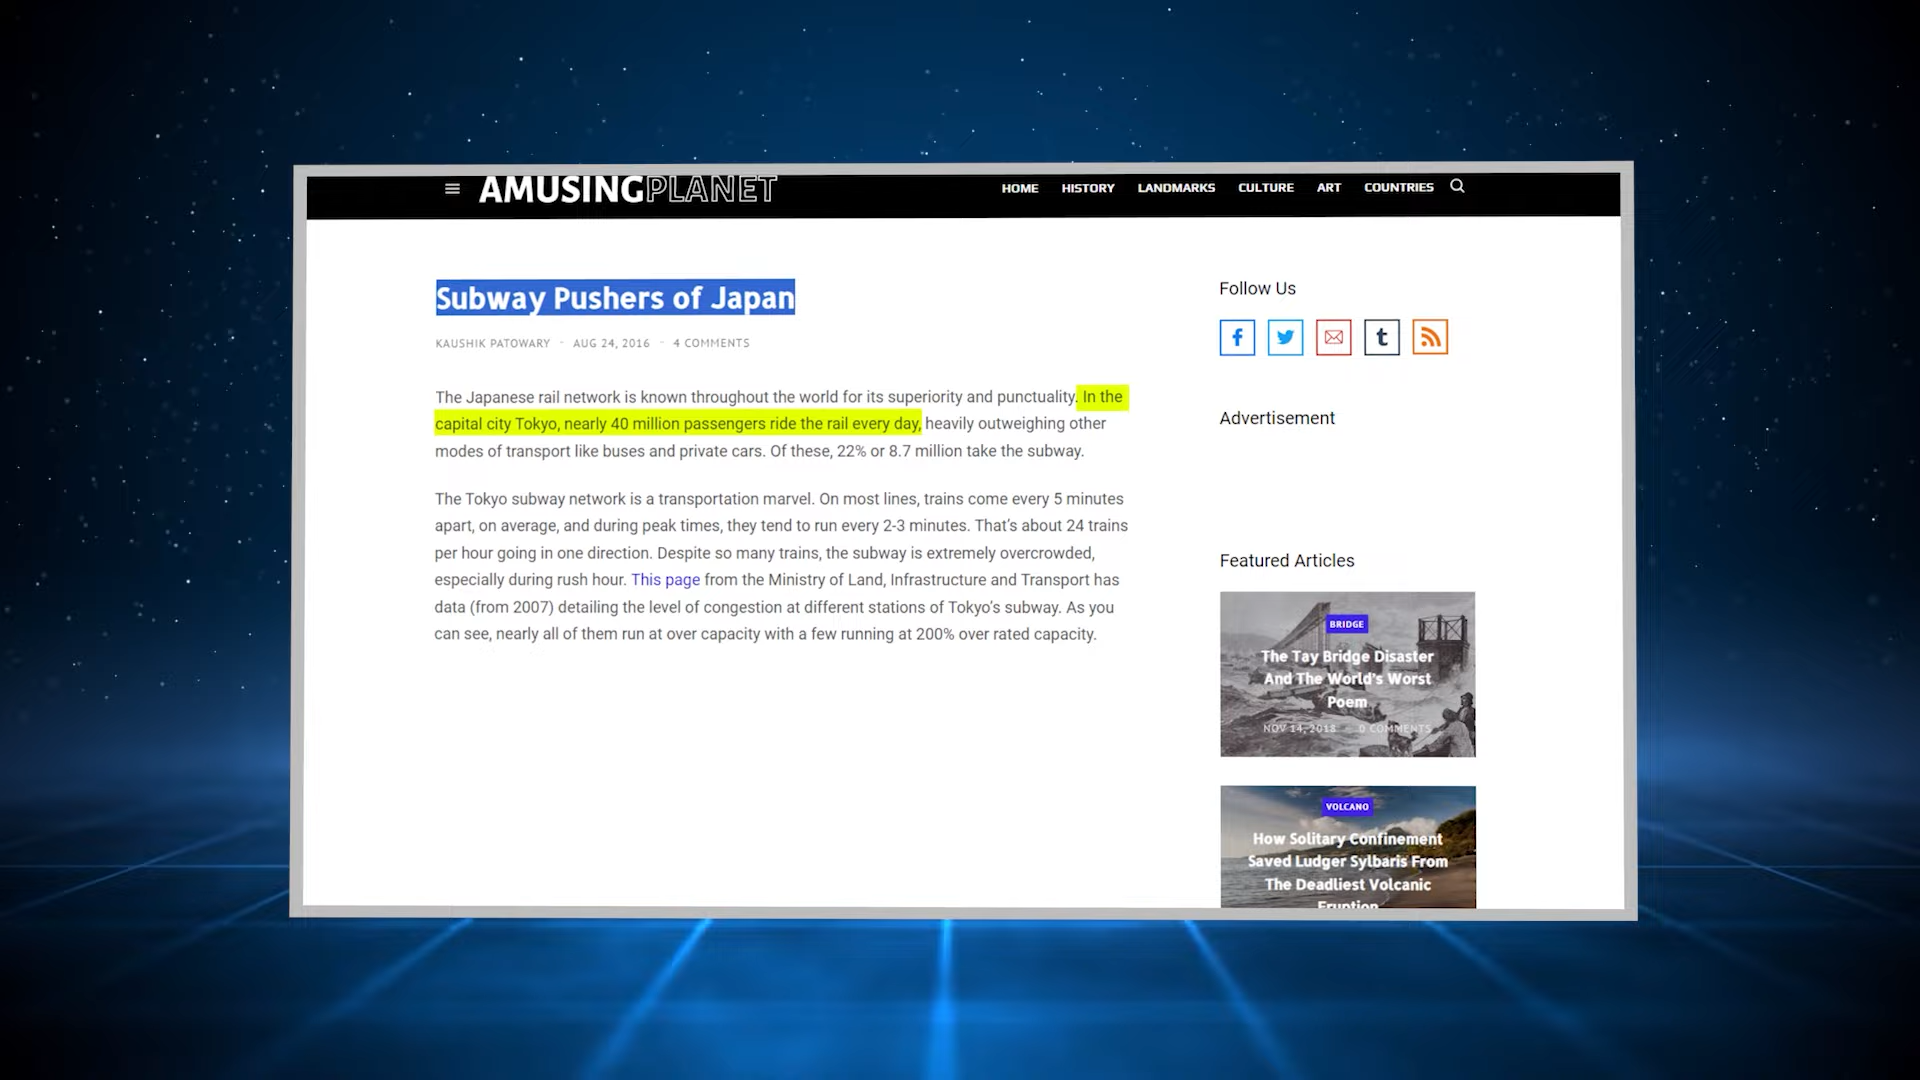 AMUSINGPLANET
HOME HISTORY LANDMARKS CULTURE ART COUNTRIES
Subway Pushers of Japan
KAUSHIK PATOWARY - AUG 24, 2016 - 4 COMMENTS
The Japanese rail network is known throughout the world for its superiority and punctuality. In the
capital city Tokyo, nearly 40 million passengers ride the rail every day, heavily outweighing other
modes of transport like buses and private cars. Of these, 22% or 8.7 million take the subway.
The Tokyo subway network is a transportation marvel. On most lines, trains come every 5 minutes
apart, on average, and during peak times, they tend to run every 2-3 minutes. That's about 24 trains
per hour going in one direction. Despite so many trains, the subway is extremely overcrowded,
especially during rush hour. This page from the Ministry of Land, Infrastructure and Transport has
data (from 2007) detailing the level of congestion at different stations of Tokyo's subway. As you
can see, nearly all of them run at over capacity with a few running at 200% over rated capacity.
Follow Us
Advertisement
Featured Articles
BRIDGE
The Tay Bridge Disaster
And The World's Worst
Poem
NOV 14, 2018 - 0 COMMENTS
VOLCANO
How Solitary Confinement
Saved Ludger Sylbaris From
The Deadliest Volcanic
Eruption